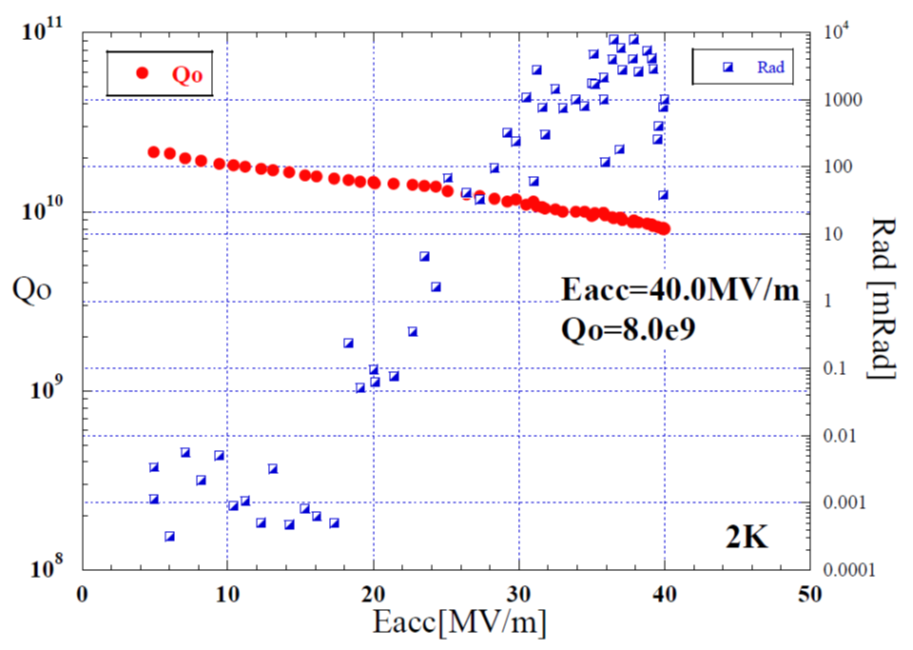 10¹¹
10⁴
Qo
Rad
1000
100
10¹⁰
10
Qo
Eacc=40.0MV/m
1
Qo=8.0e9
Rad [mRad]
0.1
10⁹
0.01
0.001
2K
10⁸
0.0001
0 10 20 30 40 50
Eacc[MV/m]